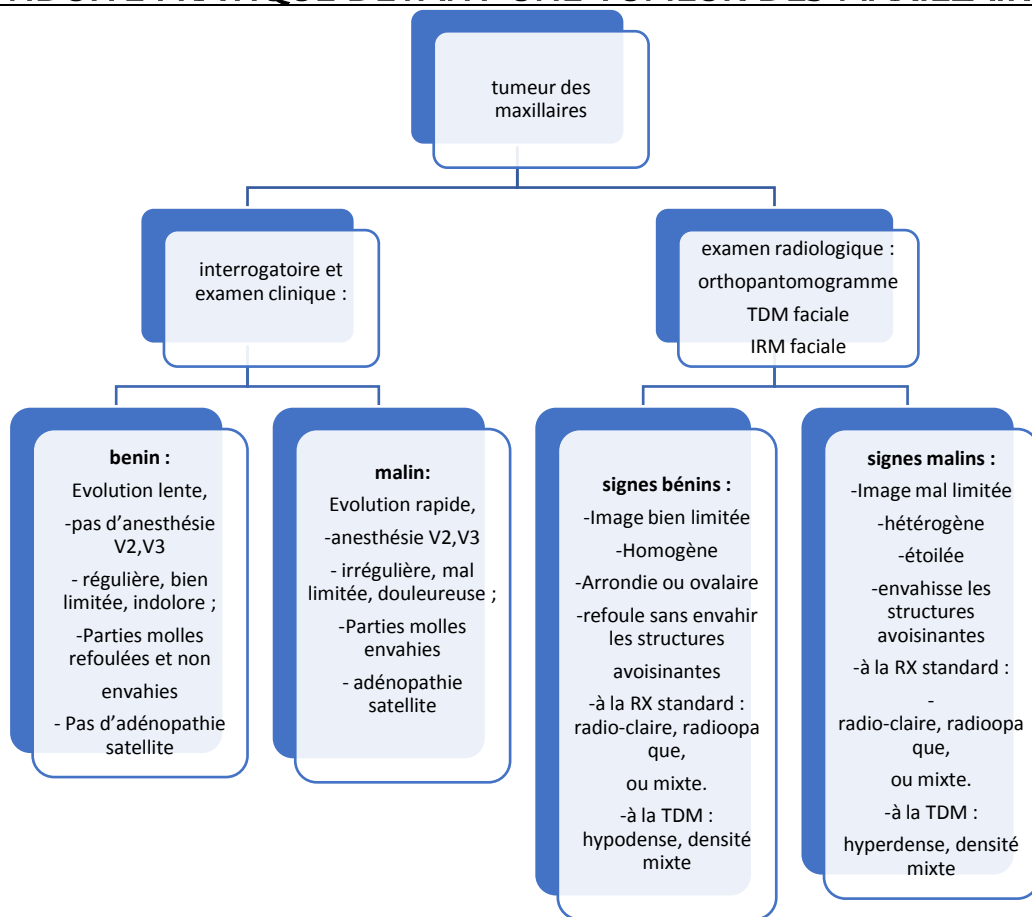 tumeur des
maxillaires
interrogatoire et
examen clinique :
examen radiologique :
orthopantomogramme
TDM faciale
IRM faciale
benin :
Evolution lente,
-pas d'anesthésie
V2,V3
- régulière, bien
limitée, indolore ;
-Parties molles
refoulées et non
envahies
- Pas d'adénopathie
satellite
malin:
Evolution rapide,
-anesthésie V2,V3
- irrégulière, mal
limitée, douleureuse ;
-Parties molles
envahies
- adénopathie
satellite
signes bénins :
-Image bien limitée
-Homogène
-Arrondie ou ovalaire
-refoule sans envahir
les structures
avoisinantes
-à la RX standard :
radio-claire, radioopa
que,
ou mixte.
-à la TDM :
hypodense, densité
mixte
signes malins :
-Image mal limitée
-hétérogène
-étoilée
-envahisse les
structures
avoisinantes
-à la RX standard :
-
radio-claire, radioopa
que,
ou mixte.
-à la TDM :
hyperdense, densité
mixte